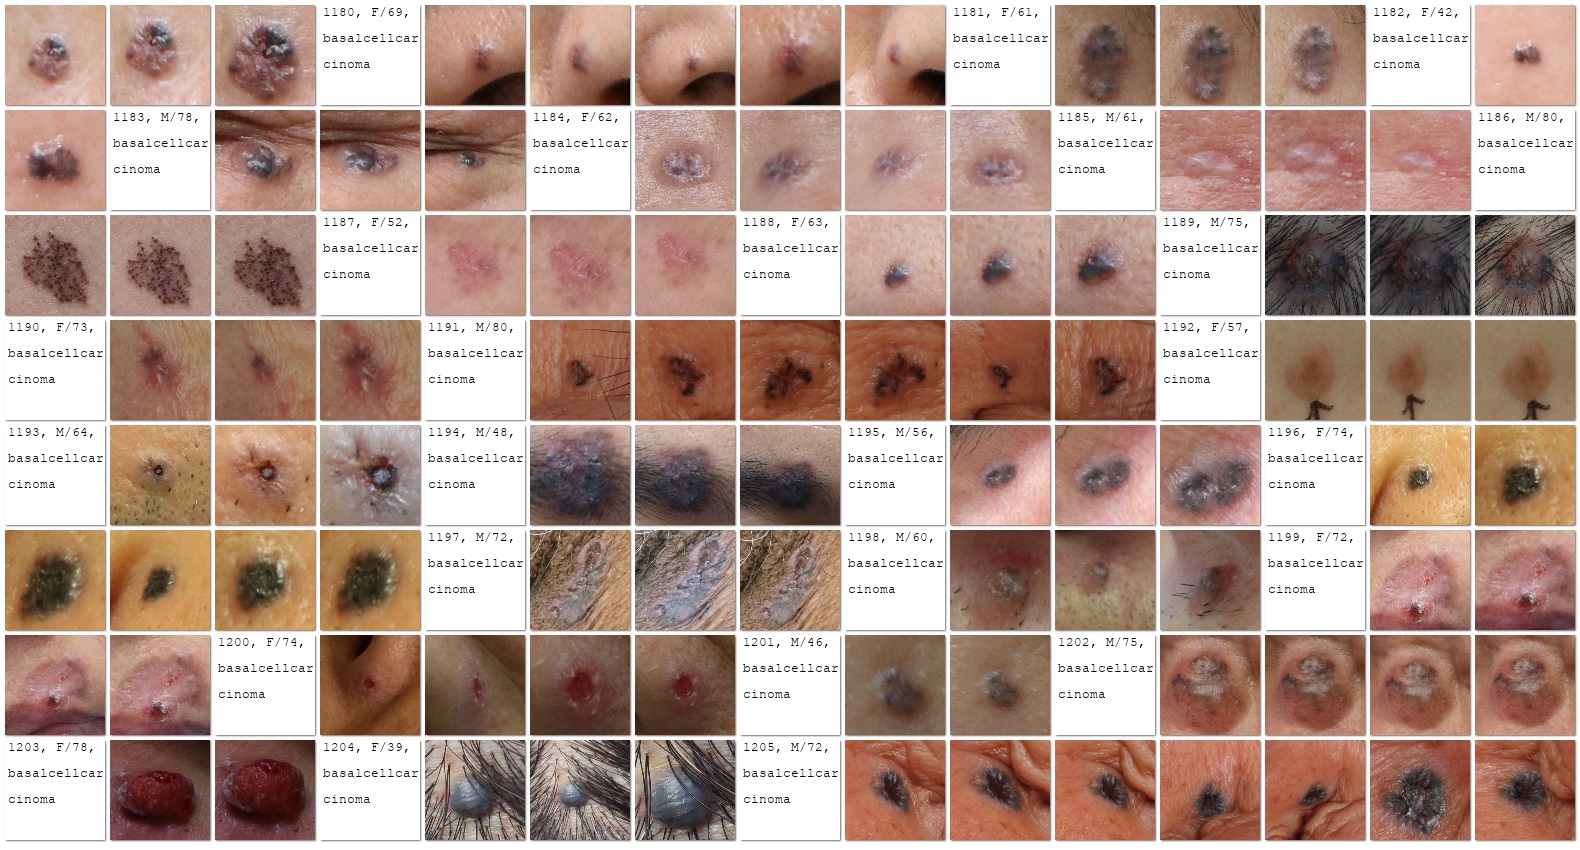 1180, F/69,
basalcellcar
cinoma
1181, F/61,
basalcellcar
cinoma
1182, F/42,
basalcellcar
cinoma
1183, M/78,
basalcellcar
cinoma
1184, F/62,
basalcellcar
cinoma
1185, M/61,
basalcellcar
cinoma
1186, M/80,
basalcellcar
cinoma
1187, F/52,
basalcellcar
cinoma
1188, F/63,
basalcellcar
cinoma
1189, M/75,
basalcellcar
cinoma
1190, F/73,
basalcellcar
cinoma
1191, M/80,
basalcellcar
cinoma
1192, F/57,
basalcellcar
cinoma
1193, M/64,
basalcellcar
cinoma
1194, M/48,
basalcellcar
cinoma
1195, M/56,
basalcellcar
cinoma
1196, F/74,
basalcellcar
cinoma
1197, M/72,
basalcellcar
cinoma
1198, M/60,
basalcellcar
cinoma
1199, F/72,
basalcellcar
cinoma
1200, F/74,
basalcellcar
cinoma
1201, M/46,
basalcellcar
cinoma
1202, M/75,
basalcellcar
cinoma
1203, F/78,
basalcellcar
cinoma
1204, F/39,
basalcellcar
cinoma
1205, M/72,
basalcellcar
cinoma